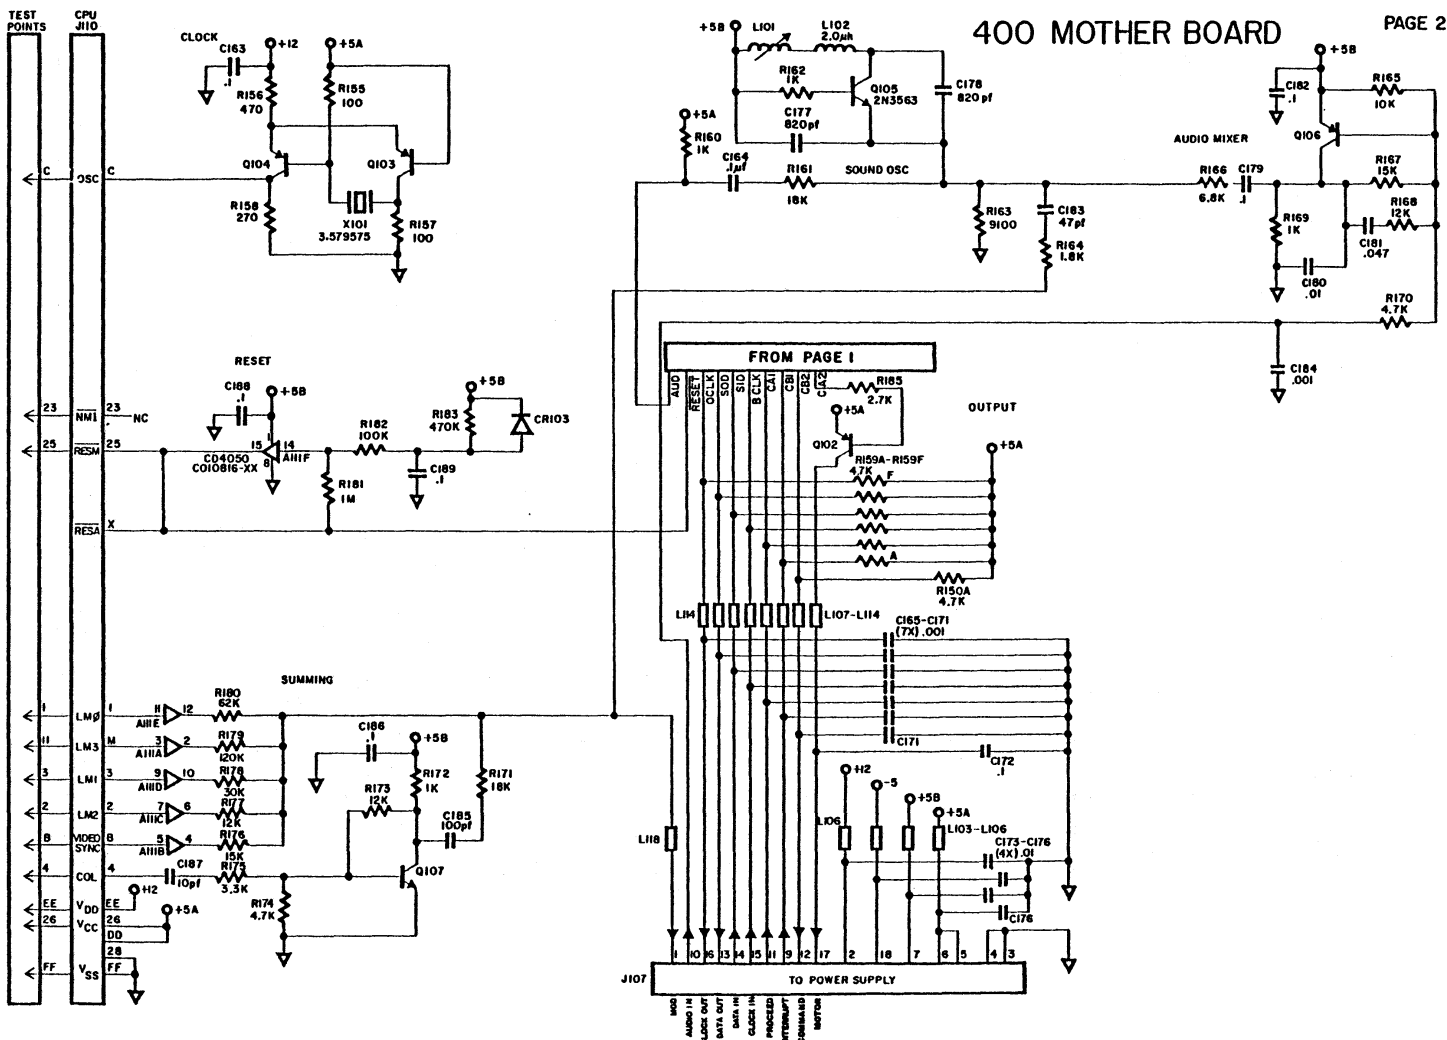 400 MOTHER BOARD
PAGE 2
TEST
POINTS
CPU
J110
CLOCK
C163
.1
+12
+5A
R156
470
R155
100
Q104
Q103
C
OSC
C
R158
270
X101
3.579575
R157
100
+5B
L101
L102
2.0µh
R162
1K
Q105
2N3563
C178
820 pf
C177
820pf
+5A
R160
1K
C164
.1µf
R161
18K
SOUND OSC
R163
9100
C183
47pf
R164
1.8K
+5B
C182
.1
R165
10K
Q106
AUDIO MIXER
R166
6.8K
C179
.1
R167
15K
R168
12K
R169
1K
C181
.047
C180
.01
R170
4.7K
C184
.001
RESET
C188
.1
+5B
+5B
23
NMI
23
NC
25
RESM
25
15
1
14
8
CD4050
CO10816-XX
A111F
R182
100K
R183
470K
CR103
C189
.1
R181
1M
RESA
X
FROM PAGE 1
AUD
RESET
OCLK
SOD
SID
BCLK
CA1
CB1
CB2
CA2
R185
2.7K
+5A
Q102
OUTPUT
+5A
R159A-R159F
4.7K
F
A
R150A
4.7K
L114
L107-L114
C165-C171
(7X) .001
C171
C172
.1
SUMMING
1
LMØ
1
11
12
A111E
R180
62K
11
LM3
M
3
2
A111A
R179
120K
3
LM1
3
9
10
A111D
R178
30K
2
LM2
2
7
6
A111C
R177
12K
8
VIDEO
SYNC
8
5
4
A111B
R176
15K
4
COL
4
C187
10pf
R175
3.3K
C186
.1
+5B
R172
1K
R171
18K
R173
12K
C185
100pf
Q107
R174
4.7K
EE
VDD
EE
+12
26
VCC
26
+5A
DD
28
FF
VSS
FF
L118
+12
-5
+5B
+5A
L106
L103-L106
C173-C176
(4X) .01
C176
1
10
16
13
14
15
11
9
12
17
2
18
7
6
5
4
3
J107
TO POWER SUPPLY
MOD
AUDIO IN
CLOCK OUT
DATA OUT
DATA IN
CLOCK IN
PROCEED
INTERRUPT
COMMAND
MOTOR